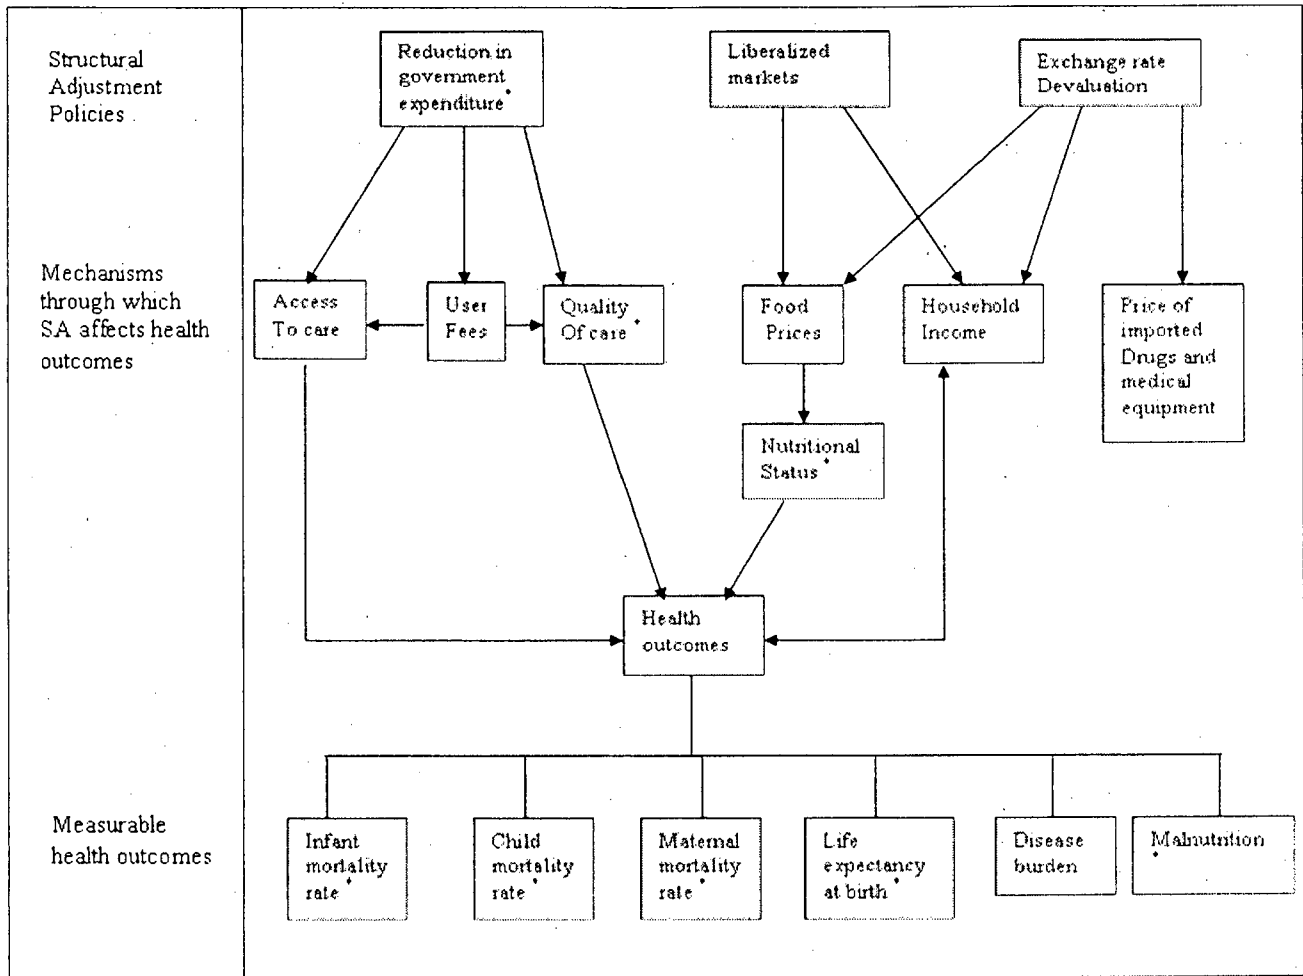 Structural
Adjustment
Policies
Reduction in
government
expenditure*
Liberalized
markets
Exchange rate
Devaluation
Mechanisms
through which
SA affects health
outcomes
Access
To care
User
Fees
Quality
Of care*
Food
Prices
Household
Income
Price of
imported
Drugs and
medical
equipment
Nutritional
Status*
Health
outcomes
Measurable
health outcomes
Infant
mortality
rate*
Child
mortality
rate*
Maternal
mortality
rate*
Life
expectancy
at birth*
Disease
burden
Malnutrition
*